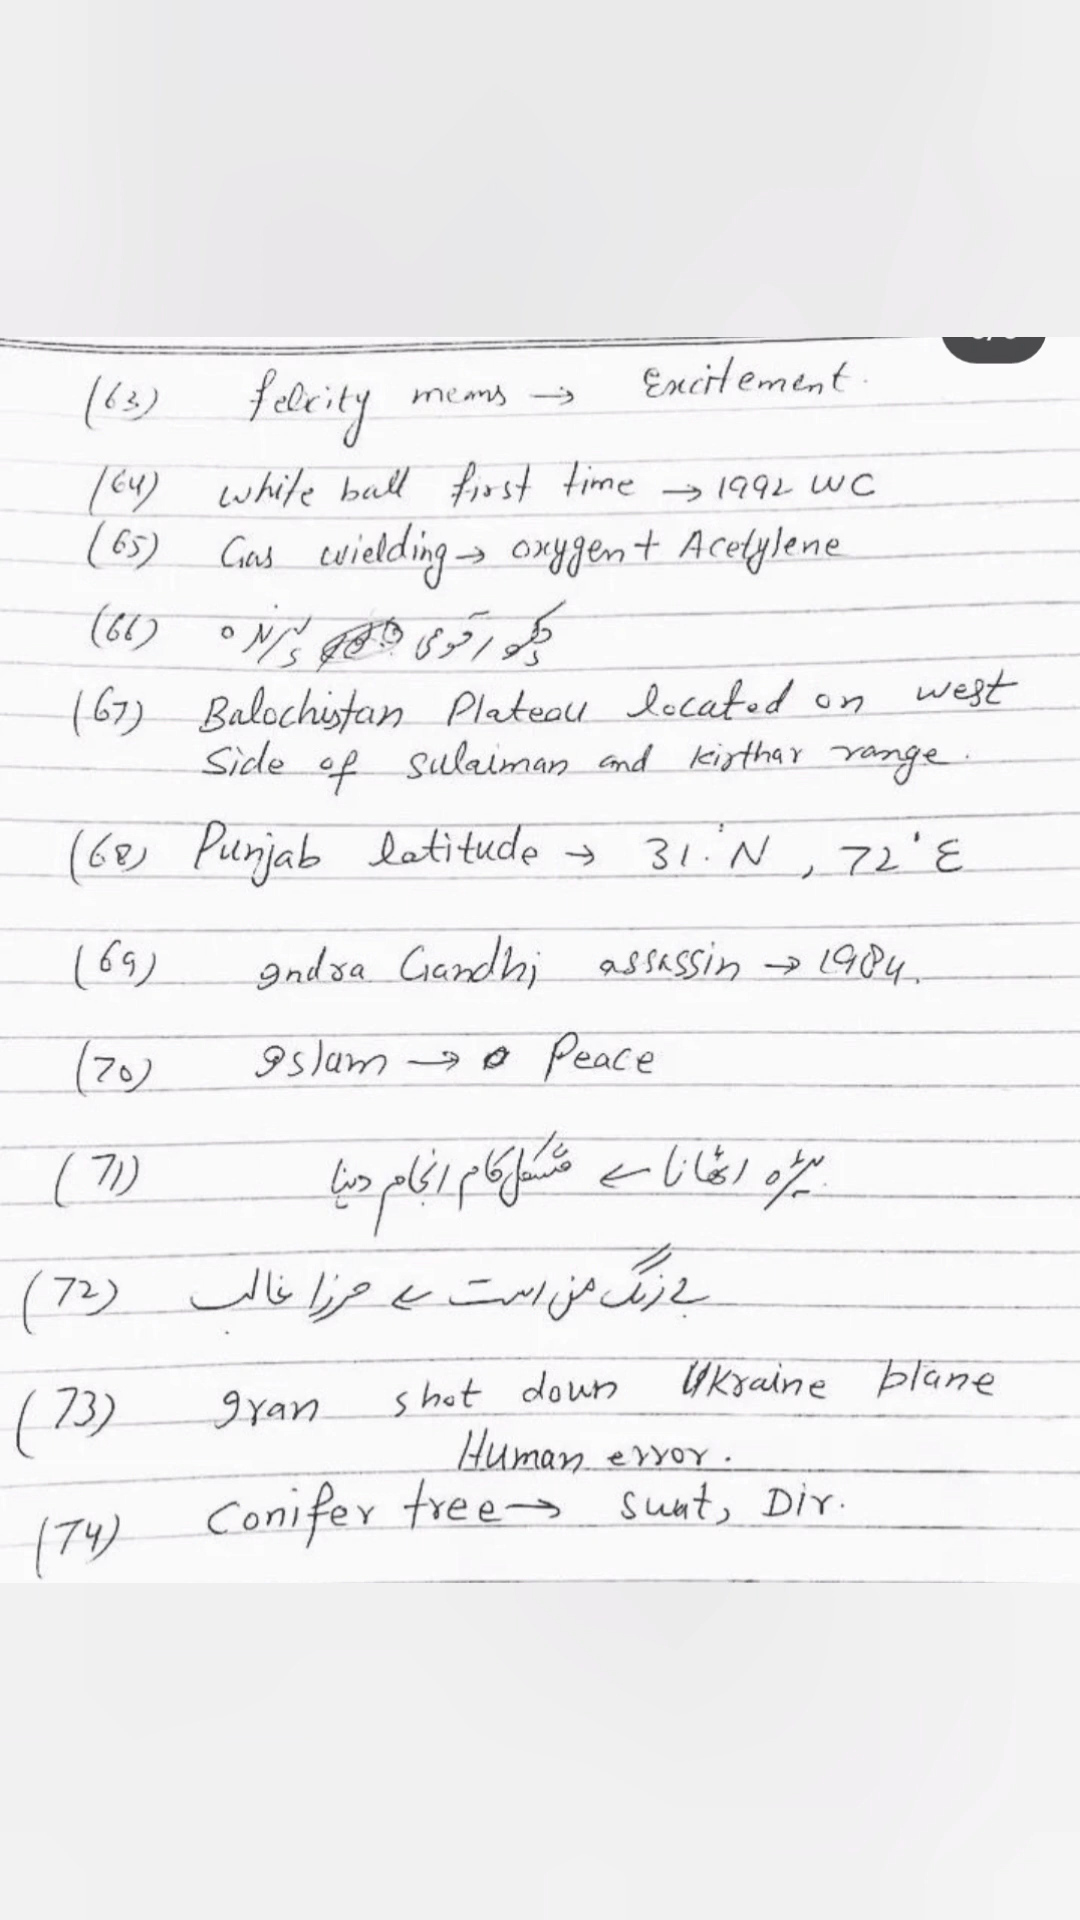 (63) felicity means → Excitement.
(64) white ball first time → 1992 WC
(65) Gas wielding → oxygen + Acetylene
(66)
(67) Balochistan Plateau located on west
Side of sulaiman and kirthar range.
(68) Punjab latitude → 31.°N, 72°E
(69) Indra Gandhi assassin → 1984.
(70) Islam → Peace
(71) بیڑہ اٹھانا ← مشکل کام انجام دینا
(72) بے رنگ من است ← مرزا غالب
(73) Iran shot down Ukraine plane
Human error.
(74) Conifer tree → Swat, Dir.